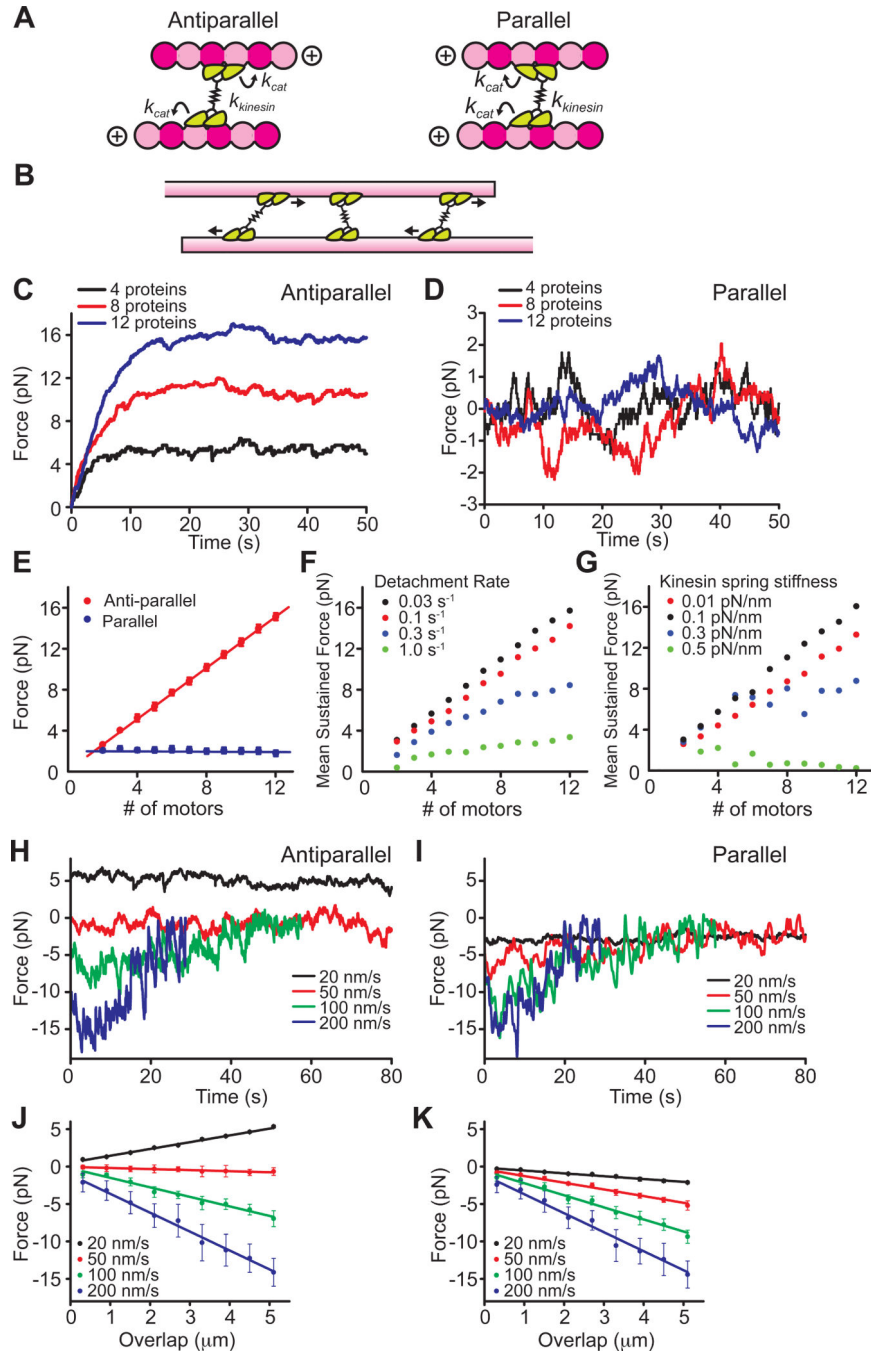 A
Antiparallel
Parallel
+
+
k cat
k cat
k kinesin
k cat
k cat
k kinesin
+
+
B
C
4 proteins
8 proteins
12 proteins
Antiparallel
16
12
8
4
0
Force (pN)
0 10 20 30 40 50
Time (s)
D
4 proteins
8 proteins
12 proteins
Parallel
3
2
1
0
-1
-2
-3
Force (pN)
0 10 20 30 40 50
Time (s)
E
Anti-parallel
Parallel
16
12
8
4
0
Force (pN)
0 4 8 12
# of motors
F
Detachment Rate
0.03 s-1
0.1 s-1
0.3 s-1
1.0 s-1
16
12
8
4
0
Mean Sustained Force (pN)
0 4 8 12
# of motors
G
Kinesin spring stiffness
0.01 pN/nm
0.1 pN/nm
0.3 pN/nm
0.5 pN/nm
16
12
8
4
0
Mean Sustained Force (pN)
0 4 8 12
# of motors
H
Antiparallel
5
0
-5
-10
-15
Force (pN)
20 nm/s
50 nm/s
100 nm/s
200 nm/s
0 20 40 60 80
Time (s)
I
Parallel
5
0
-5
-10
-15
Force (pN)
20 nm/s
50 nm/s
100 nm/s
200 nm/s
0 20 40 60 80
Time (s)
J
5
0
-5
-10
-15
Force (pN)
20 nm/s
50 nm/s
100 nm/s
200 nm/s
0 1 2 3 4 5
Overlap (μm)
K
5
0
-5
-10
-15
Force (pN)
20 nm/s
50 nm/s
100 nm/s
200 nm/s
0 1 2 3 4 5
Overlap (μm)